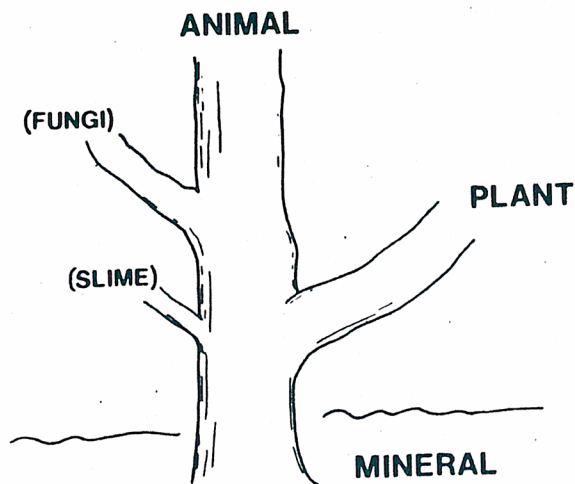 ANIMAL
(FUNGI)
PLANT
(SLIME)
MINERAL